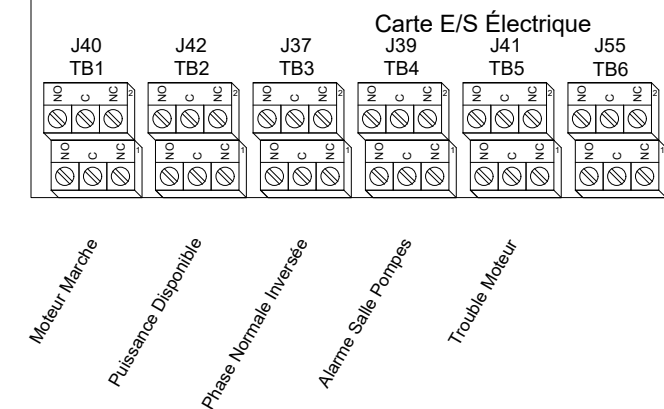 Carte E/S Électrique
J40 J42 J37 J39 J41 J55
TB1 TB2 TB3 TB4 TB5 TB6
NO C NC 2 NO C NC 2 NO C NC 2 NO C NC 2 NO C NC 2 NO C NC 2
NO C NC 1 NO C NC 1 NO C NC 1 NO C NC 1 NO C NC 1 NO C NC 1
Moteur Marche
Puissance Disponible
Phase Normale Inversée
Alarme Salle Pompes
Trouble Moteur